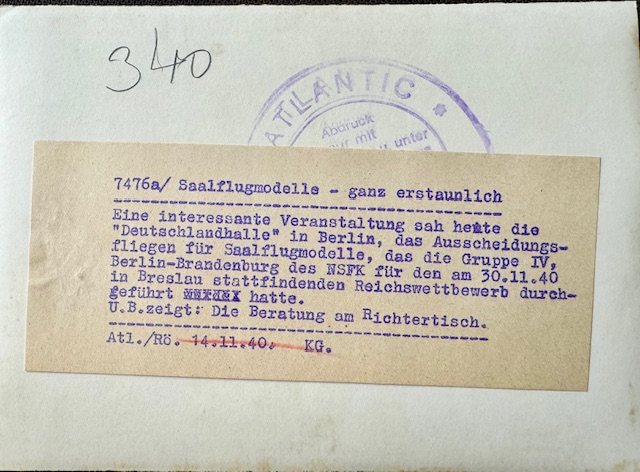 340
ATLANTIC *
Abdruck
nur mit
unter
7476a/ Saalflugmodelle - ganz erstaunlich
Eine interessante Veranstaltung sah heute die
"Deutschlandhalle" in Berlin, das Ausscheidungs-
fliegen für Saalflugmodelle, das die Gruppe IV,
Berlin-Brandenburg des NSFK für den am 30.11.40
in Breslau stattfindenden Reichswettbewerb durch-
geführt hatte.
U.B.zeigt: Die Beratung am Richtertisch.
Atl./Rö. 14.11.40. KG.